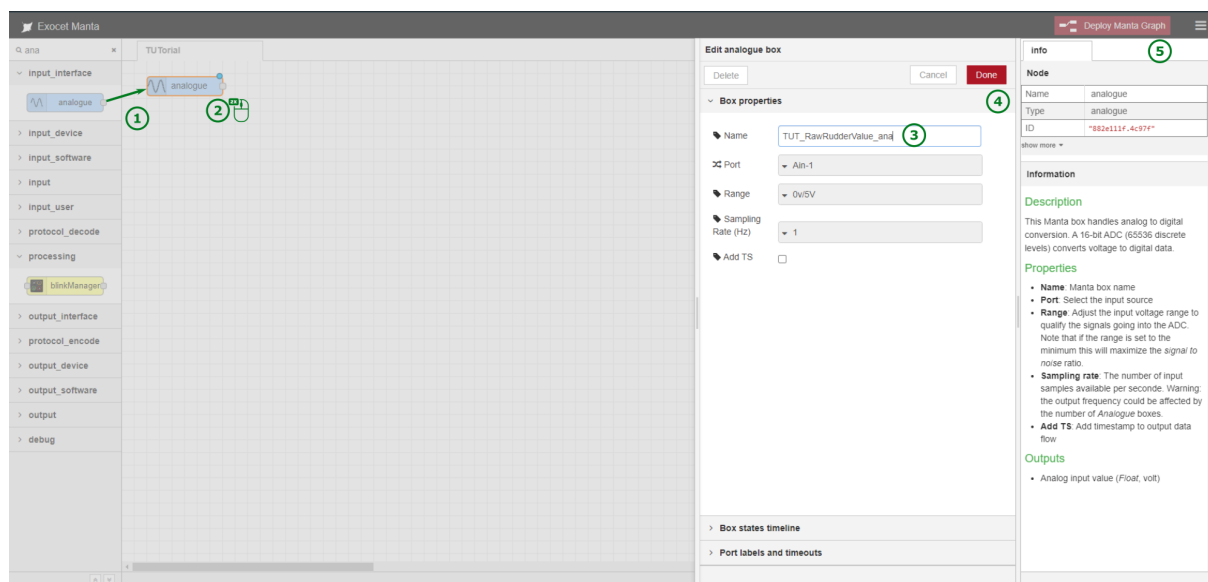 Exocet Manta
Deploy Manta Graph
ana
×
TUTorial
input_interface
analogue
input_device
input_software
input
input_user
protocol_decode
processing
blinkManager
output_interface
protocol_encode
output_device
output_software
output
debug
analogue
1
2
2X
Edit analogue box
Delete
Cancel
Done
4
Box properties
Name
TUT_RawRudderValue_ana
3
Port
Ain-1
Range
0v/5V
Sampling
Rate (Hz)
1
Add TS
Box states timeline
Port labels and timeouts
info
5
Node
Name analogue
Type analogue
ID "882e111f.4c97f"
show more
Information
Description
This Manta box handles analog to digital
conversion. A 16-bit ADC (65536 discrete
levels) converts voltage to digital data.
Properties
• Name: Manta box name
• Port: Select the input source
• Range: Adjust the input voltage range to
qualify the signals going into the ADC.
Note that if the range is set to the
minimum this will maximize the signal to
noise ratio.
• Sampling rate: The number of input
samples available per seconde. Warning:
the output frequency could be affected by
the number of Analogue boxes.
• Add TS: Add timestamp to output data
flow
Outputs
• Analog input value (Float, volt)